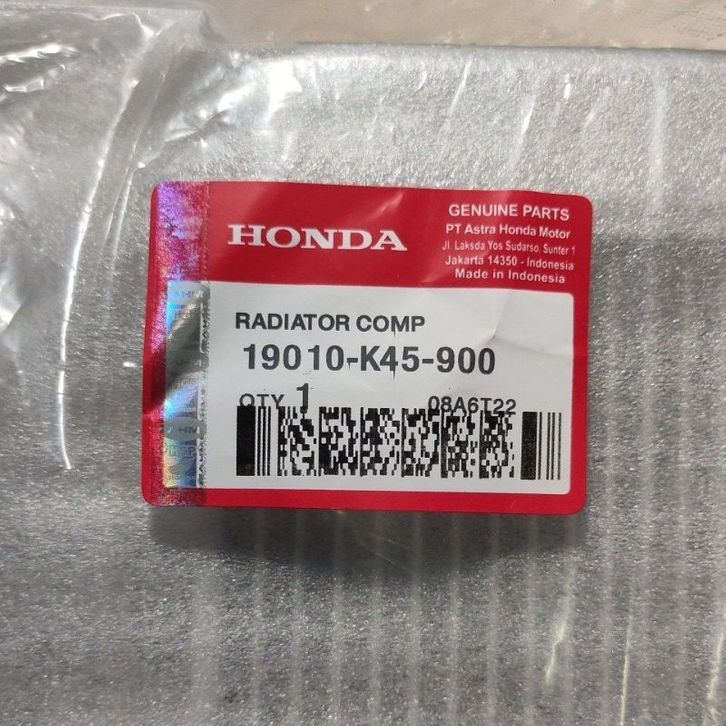 HONDA
GENUINE PARTS
PT Astra Honda Motor
Jl. Laksda Yos Sudarso, Sunter 1
Jakarta 14350 - Indonesia
Made in Indonesia
RADIATOR COMP
19010-K45-900
QTY 1 08A6T22
AHM